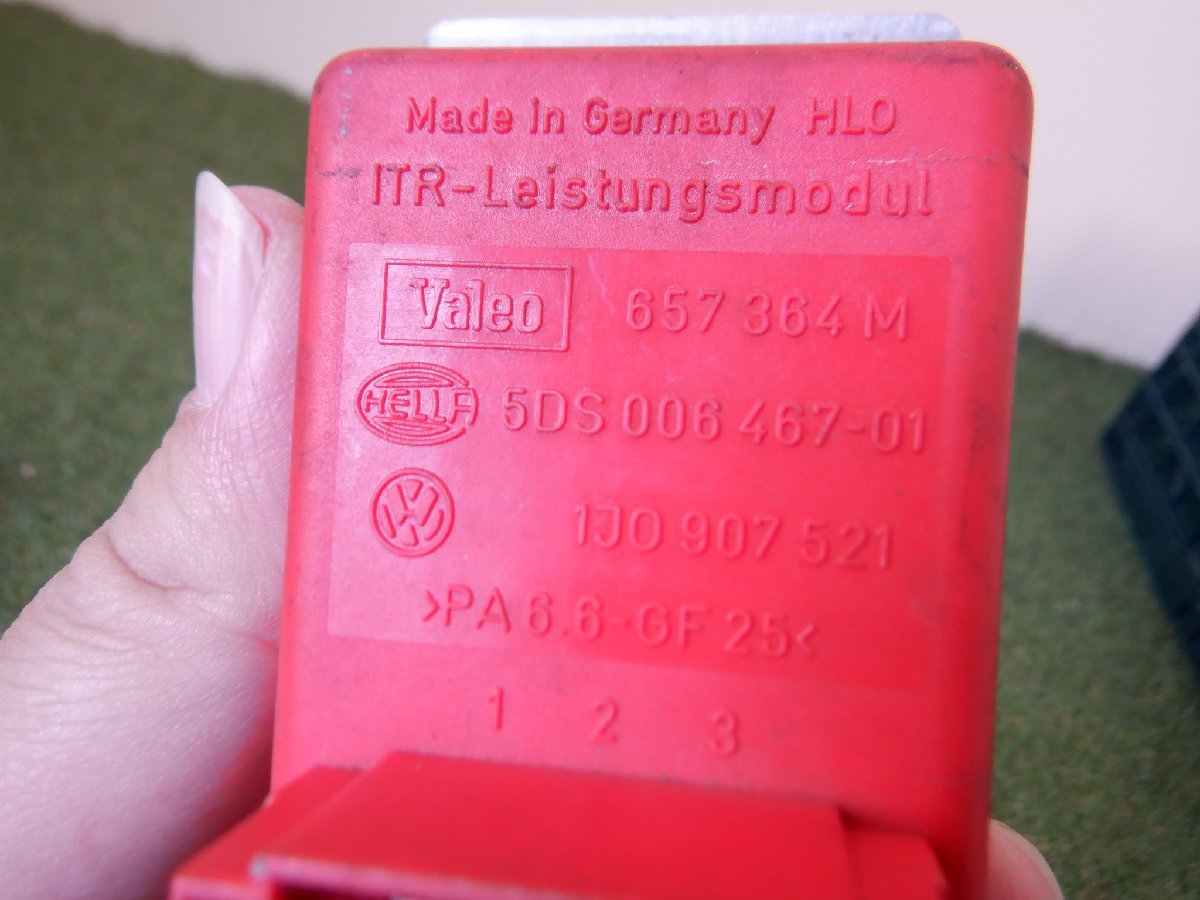 Made in Germany HLO
ITR-Leistungsmodul
Valeo 657 364 M
HELLA 5DS 006 467-01
VW 1J0 907 521
>PA 6.6-GF 25<
1 2 3